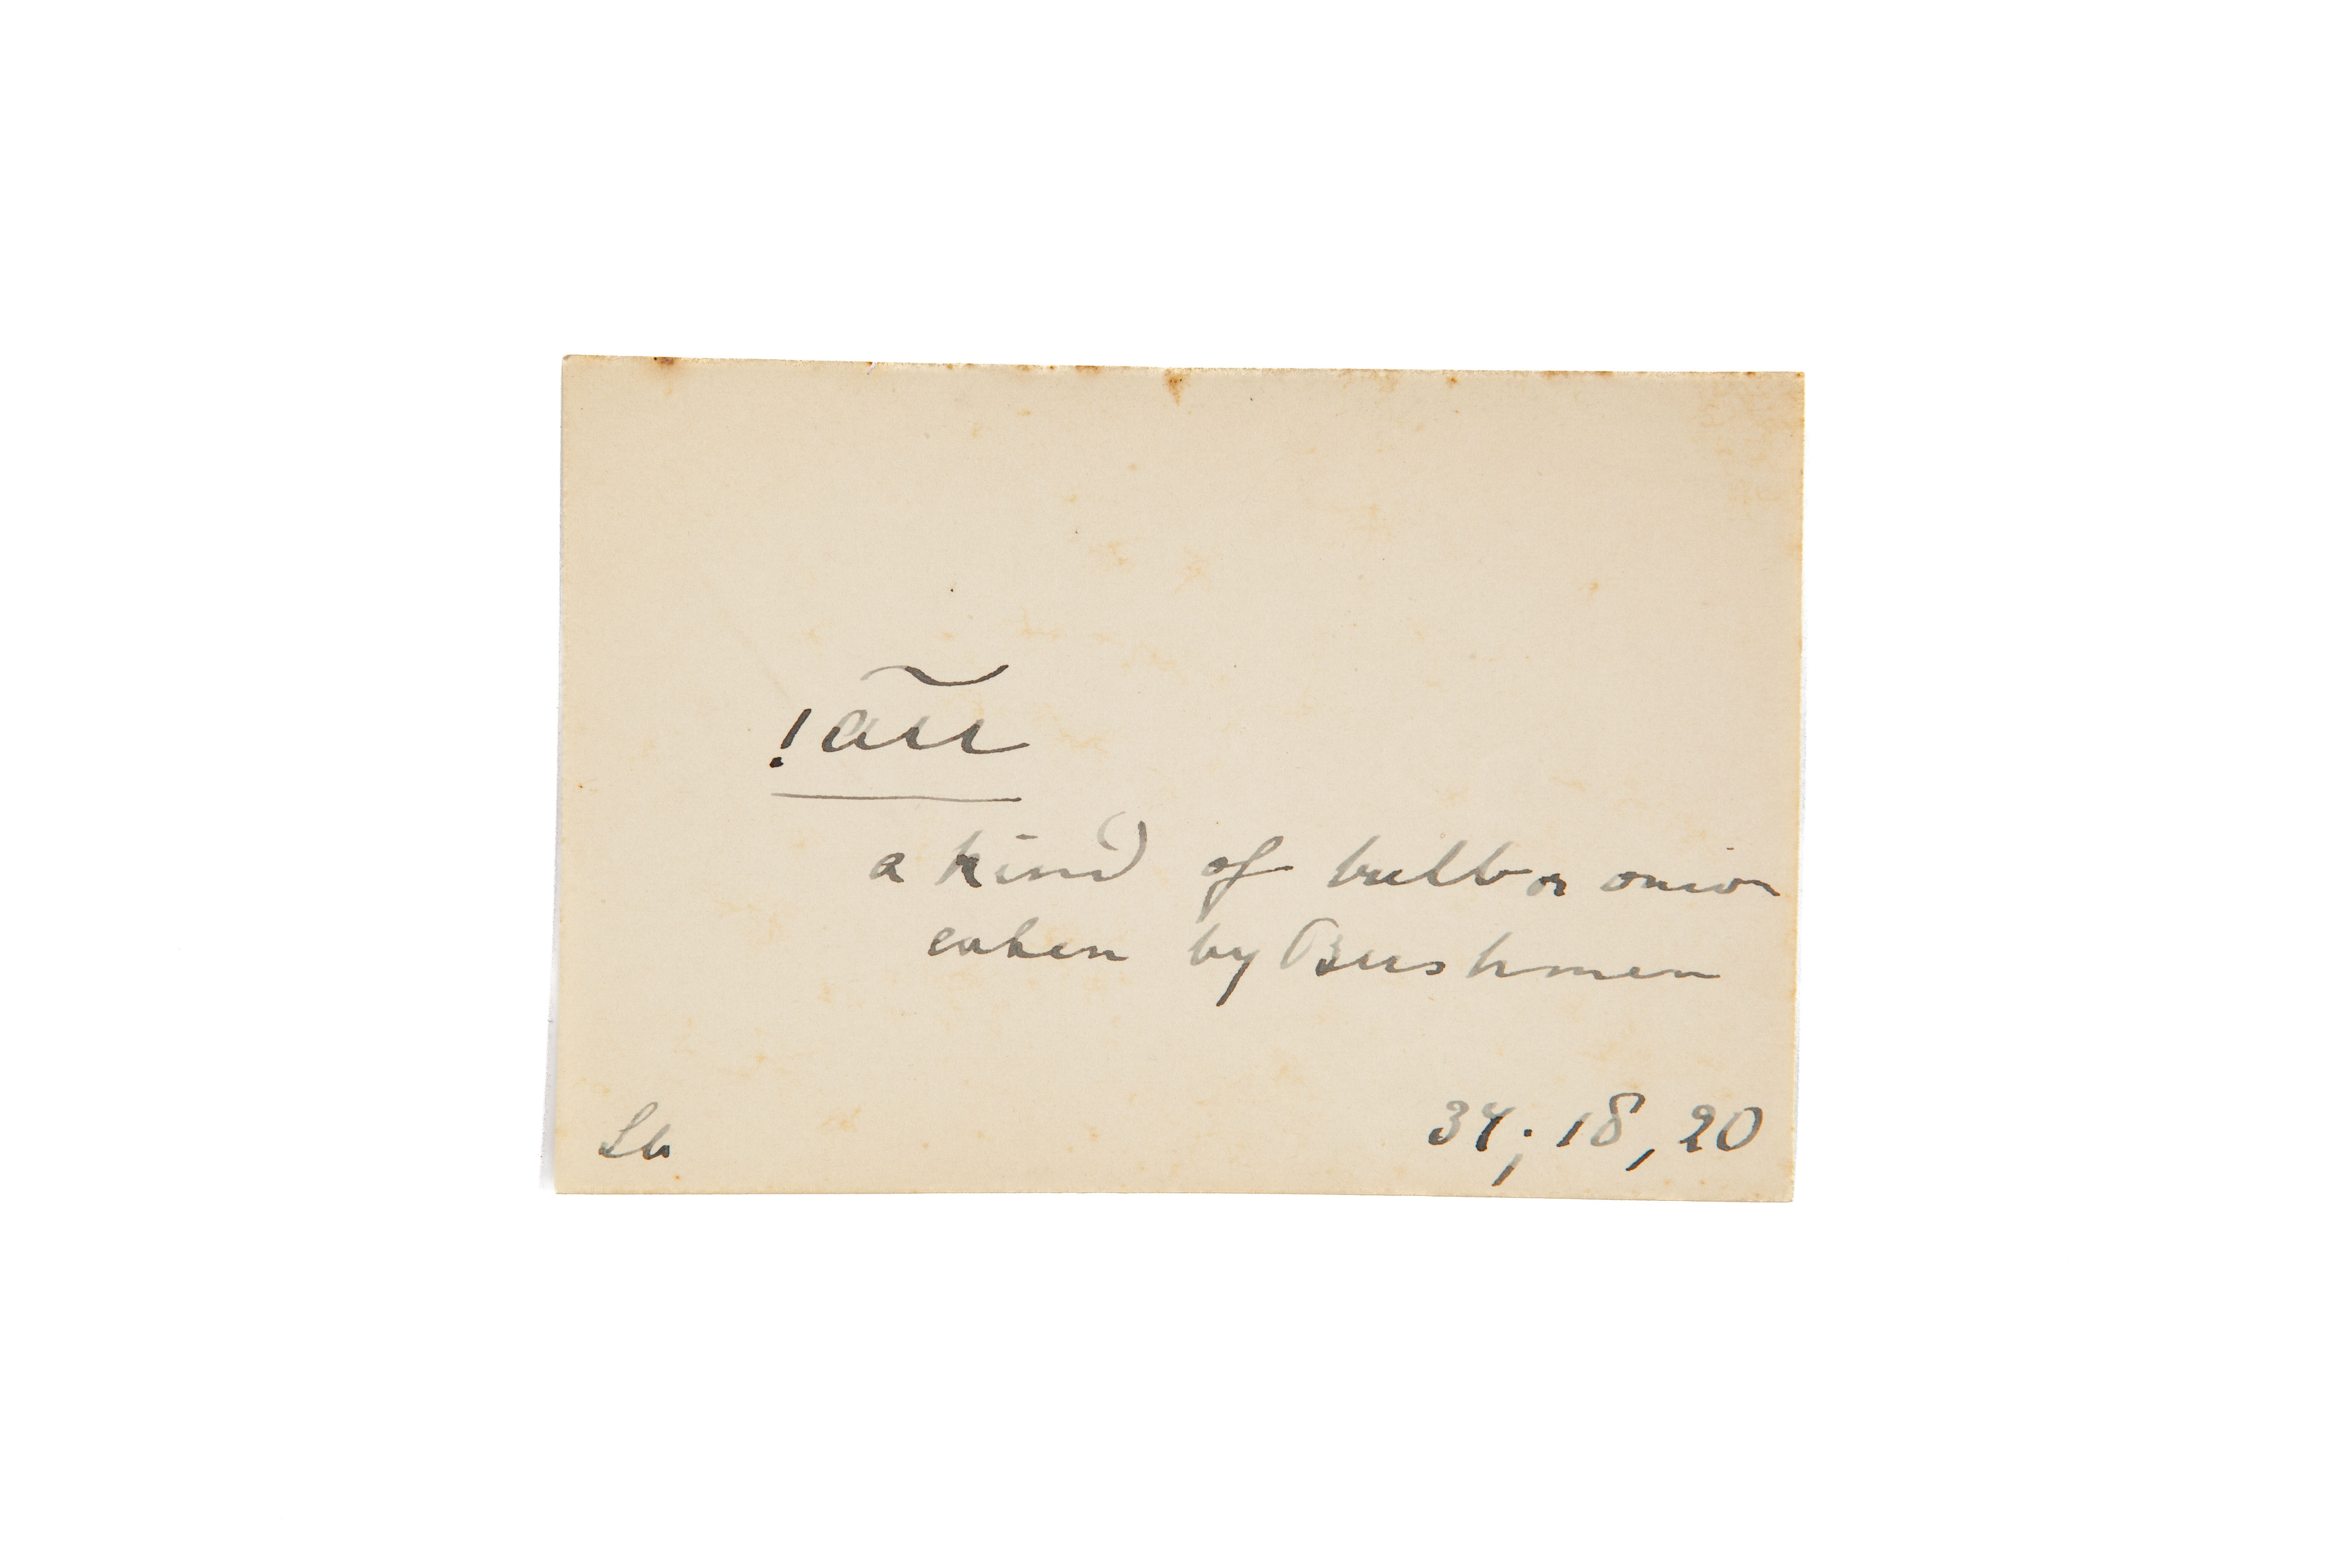 !ãũ
a kind of bulb or onion
eaten by Bushmen
Lb 34; 18, 20